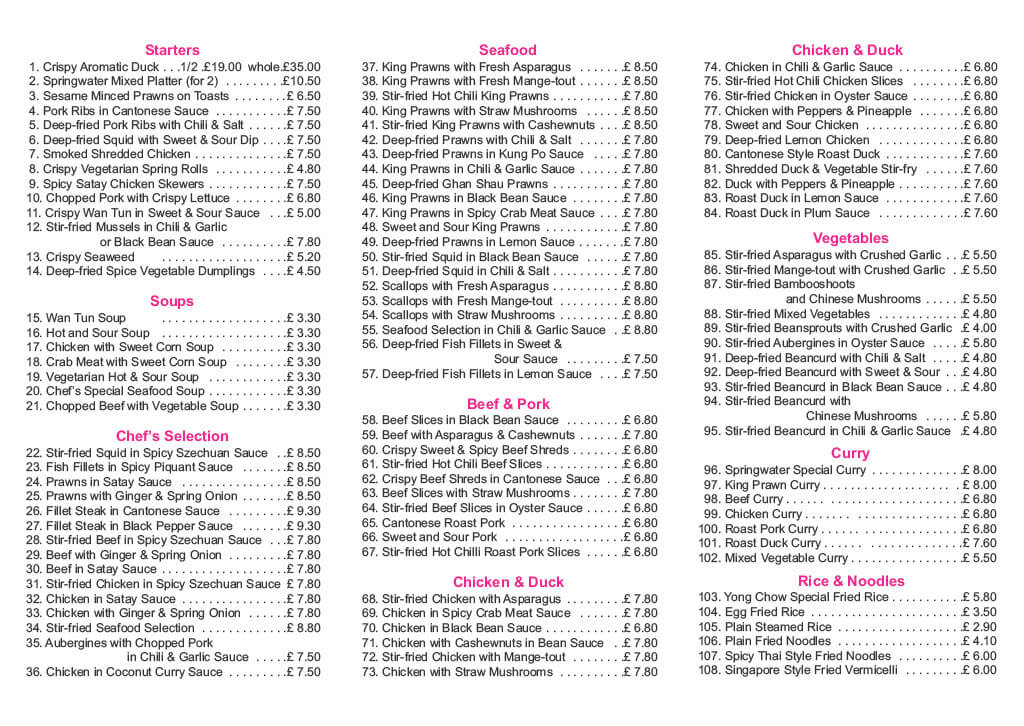 Starters
1. Crispy Aromatic Duck . . .1/2 .£19.00 whole.£35.00
2. Springwater Mixed Platter (for 2) . . . . . . . . .£10.50
3. Sesame Minced Prawns on Toasts . . . . . . . .£ 6.50
4. Pork Ribs in Cantonese Sauce . . . . . . . . . . .£ 7.50
5. Deep-fried Pork Ribs with Chili & Salt . . . . . .£ 7.50
6. Deep-fried Squid with Sweet & Sour Dip . . . .£ 7.50
7. Smoked Shredded Chicken . . . . . . . . . . . . . .£ 7.50
8. Crispy Vegetarian Spring Rolls . . . . . . . . . . .£ 4.80
9. Spicy Satay Chicken Skewers . . . . . . . . . . . .£ 7.50
10. Chopped Pork with Crispy Lettuce . . . . . . . .£ 6.80
11. Crispy Wan Tun in Sweet & Sour Sauce . . .£ 5.00
12. Stir-fried Mussels in Chili & Garlic
or Black Bean Sauce . . . . . . . . . .£ 7.80
13. Crispy Seaweed . . . . . . . . . . . . . . . . . . .£ 5.20
14. Deep-fried Spice Vegetable Dumplings . . . .£ 4.50
Soups
15. Wan Tun Soup . . . . . . . . . . . . . . . . . . .£ 3.30
16. Hot and Sour Soup . . . . . . . . . . . . . . . . . . .£ 3.30
17. Chicken with Sweet Corn Soup . . . . . . . . . .£ 3.30
18. Crab Meat with Sweet Corn Soup . . . . . . . .£ 3.30
19. Vegetarian Hot & Sour Soup . . . . . . . . . . . .£ 3.30
20. Chef's Special Seafood Soup . . . . . . . . . . . .£ 3.30
21. Chopped Beef with Vegetable Soup . . . . . . .£ 3.30
Chef's Selection
22. Stir-fried Squid in Spicy Szechuan Sauce . .£ 8.50
23. Fish Fillets in Spicy Piquant Sauce . . . . . . .£ 8.50
24. Prawns in Satay Sauce . . . . . . . . . . . . . . .£ 8.50
25. Prawns with Ginger & Spring Onion . . . . . . .£ 8.50
26. Fillet Steak in Cantonese Sauce . . . . . . . . .£ 9.30
27. Fillet Steak in Black Pepper Sauce . . . . . . .£ 9.30
28. Stir-fried Beef in Spicy Szechuan Sauce . . .£ 7.80
29. Beef with Ginger & Spring Onion . . . . . . . . .£ 7.80
30. Beef in Satay Sauce . . . . . . . . . . . . . . . . . .£ 7.80
31. Stir-fried Chicken in Spicy Szechuan Sauce £ 7.80
32. Chicken in Satay Sauce . . . . . . . . . . . . . . . .£ 7.80
33. Chicken with Ginger & Spring Onion . . . . . .£ 7.80
34. Stir-fried Seafood Selection . . . . . . . . . . . . .£ 8.80
35. Aubergines with Chopped Pork
in Chili & Garlic Sauce . . . . .£ 7.50
36. Chicken in Coconut Curry Sauce . . . . . . . . .£ 7.50
Seafood
37. King Prawns with Fresh Asparagus . . . . . . .£ 8.50
38. King Prawns with Fresh Mange-tout . . . . . . .£ 8.50
39. Stir-fried Hot Chili King Prawns . . . . . . . . . . .£ 7.80
40. King Prawns with Straw Mushrooms . . . . . .£ 8.50
41. Stir-fried King Prawns with Cashewnuts . . . .£ 8.50
42. Deep-fried Prawns with Chili & Salt . . . . . . .£ 7.80
43. Deep-fried Prawns in Kung Po Sauce . . . . .£ 7.80
44. King Prawns in Chili & Garlic Sauce . . . . . . .£ 7.80
45. Deep-fried Ghan Shau Prawns . . . . . . . . . . .£ 7.80
46. King Prawns in Black Bean Sauce . . . . . . . .£ 7.80
47. King Prawns in Spicy Crab Meat Sauce . . . .£ 7.80
48. Sweet and Sour King Prawns . . . . . . . . . . . .£ 7.80
49. Deep-fried Prawns in Lemon Sauce . . . . . . .£ 7.80
50. Stir-fried Squid in Black Bean Sauce . . . . . .£ 7.80
51. Deep-fried Squid in Chili & Salt . . . . . . . . . . .£ 7.80
52. Scallops with Fresh Asparagus . . . . . . . . . . .£ 8.80
53. Scallops with Fresh Mange-tout . . . . . . . . . .£ 8.80
54. Scallops with Straw Mushrooms . . . . . . . . . .£ 8.80
55. Seafood Selection in Chili & Garlic Sauce . .£ 8.80
56. Deep-fried Fish Fillets in Sweet &
Sour Sauce . . . . . . . . .£ 7.50
57. Deep-fried Fish Fillets in Lemon Sauce . . . .£ 7.50
Beef & Pork
58. Beef Slices in Black Bean Sauce . . . . . . . . .£ 6.80
59. Beef with Asparagus & Cashewnuts . . . . . . .£ 7.80
60. Crispy Sweet & Spicy Beef Shreds . . . . . . . .£ 6.80
61. Stir-fried Hot Chili Beef Slices . . . . . . . . . . . .£ 6.80
62. Crispy Beef Shreds in Cantonese Sauce . . .£ 6.80
63. Beef Slices with Straw Mushrooms . . . . . . . .£ 7.80
64. Stir-fried Beef Slices in Oyster Sauce . . . . . .£ 6.80
65. Cantonese Roast Pork . . . . . . . . . . . . . . . .£ 6.80
66. Sweet and Sour Pork . . . . . . . . . . . . . . . . . .£ 6.80
67. Stir-fried Hot Chilli Roast Pork Slices . . . . . .£ 6.80
Chicken & Duck
68. Stir-fried Chicken with Asparagus . . . . . . . . .£ 7.80
69. Chicken in Spicy Crab Meat Sauce . . . . . . .£ 7.80
70. Chicken in Black Bean Sauce . . . . . . . . . . . .£ 6.80
71. Chicken with Cashewnuts in Bean Sauce . .£ 7.80
72. Stir-fried Chicken with Mange-tout . . . . . . . .£ 7.80
73. Chicken with Straw Mushrooms . . . . . . . . . .£ 7.80
Chicken & Duck
74. Chicken in Chili & Garlic Sauce . . . . . . . . . .£ 6.80
75. Stir-fried Hot Chili Chicken Slices . . . . . . . .£ 6.80
76. Stir-fried Chicken in Oyster Sauce . . . . . . . .£ 6.80
77. Chicken with Peppers & Pineapple . . . . . . .£ 6.80
78. Sweet and Sour Chicken . . . . . . . . . . . . . . .£ 6.80
79. Deep-fried Lemon Chicken . . . . . . . . . . . . .£ 6.80
80. Cantonese Style Roast Duck . . . . . . . . . . . .£ 7.60
81. Shredded Duck & Vegetable Stir-fry . . . . . .£ 7.60
82. Duck with Peppers & Pineapple . . . . . . . . . .£ 7.60
83. Roast Duck in Lemon Sauce . . . . . . . . . . . .£ 7.60
84. Roast Duck in Plum Sauce . . . . . . . . . . . . .£ 7.60
Vegetables
85. Stir-fried Asparagus with Crushed Garlic . . .£ 5.50
86. Stir-fried Mange-tout with Crushed Garlic . .£ 5.50
87. Stir-fried Bambooshoots
and Chinese Mushrooms . . . . . .£ 5.50
88. Stir-fried Mixed Vegetables . . . . . . . . . . . . .£ 4.80
89. Stir-fried Beansprouts with Crushed Garlic .£ 4.00
90. Stir-fried Aubergines in Oyster Sauce . . . . .£ 5.80
91. Deep-fried Beancurd with Chili & Salt . . . . .£ 4.80
92. Deep-fried Beancurd with Sweet & Sour . . .£ 4.80
93. Stir-fried Beancurd in Black Bean Sauce . . .£ 4.80
94. Stir-fried Beancurd with
Chinese Mushrooms . . . . . .£ 5.80
95. Stir-fried Beancurd in Chili & Garlic Sauce .£ 4.80
Curry
96. Springwater Special Curry . . . . . . . . . . . . . .£ 8.00
97. King Prawn Curry . . . . . . . . . . . . . . . . . . . . £ 8.00
98. Beef Curry . . . . . . . . . . . . . . . . . . . . . . . . .£ 6.80
99. Chicken Curry . . . . . . . . . . . . . . . . . . . . . . .£ 6.80
100. Roast Pork Curry . . . . . . . . . . . . . . . . . . . .£ 6.80
101. Roast Duck Curry . . . . . . . . . . . . . . . . . . .£ 7.60
102. Mixed Vegetable Curry . . . . . . . . . . . . . . . .£ 5.50
Rice & Noodles
103. Yong Chow Special Fried Rice . . . . . . . . . .£ 5.80
104. Egg Fried Rice . . . . . . . . . . . . . . . . . . . . . .£ 3.50
105. Plain Steamed Rice . . . . . . . . . . . . . . . . . .£ 2.90
106. Plain Fried Noodles . . . . . . . . . . . . . . . . . .£ 4.10
107. Spicy Thai Style Fried Noodles . . . . . . . . . .£ 6.00
108. Singapore Style Fried Vermicelli . . . . . . . . .£ 6.00